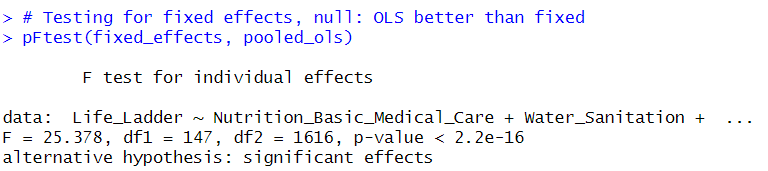 > # Testing for fixed effects, null: OLS better than fixed
> pFtest(fixed_effects, pooled_ols)
F test for individual effects
data:  Life_Ladder ~ Nutrition_Basic_Medical_Care + Water_Sanitation +  ...
F = 25.378, df1 = 147, df2 = 1616, p-value < 2.2e-16
alternative hypothesis: significant effects